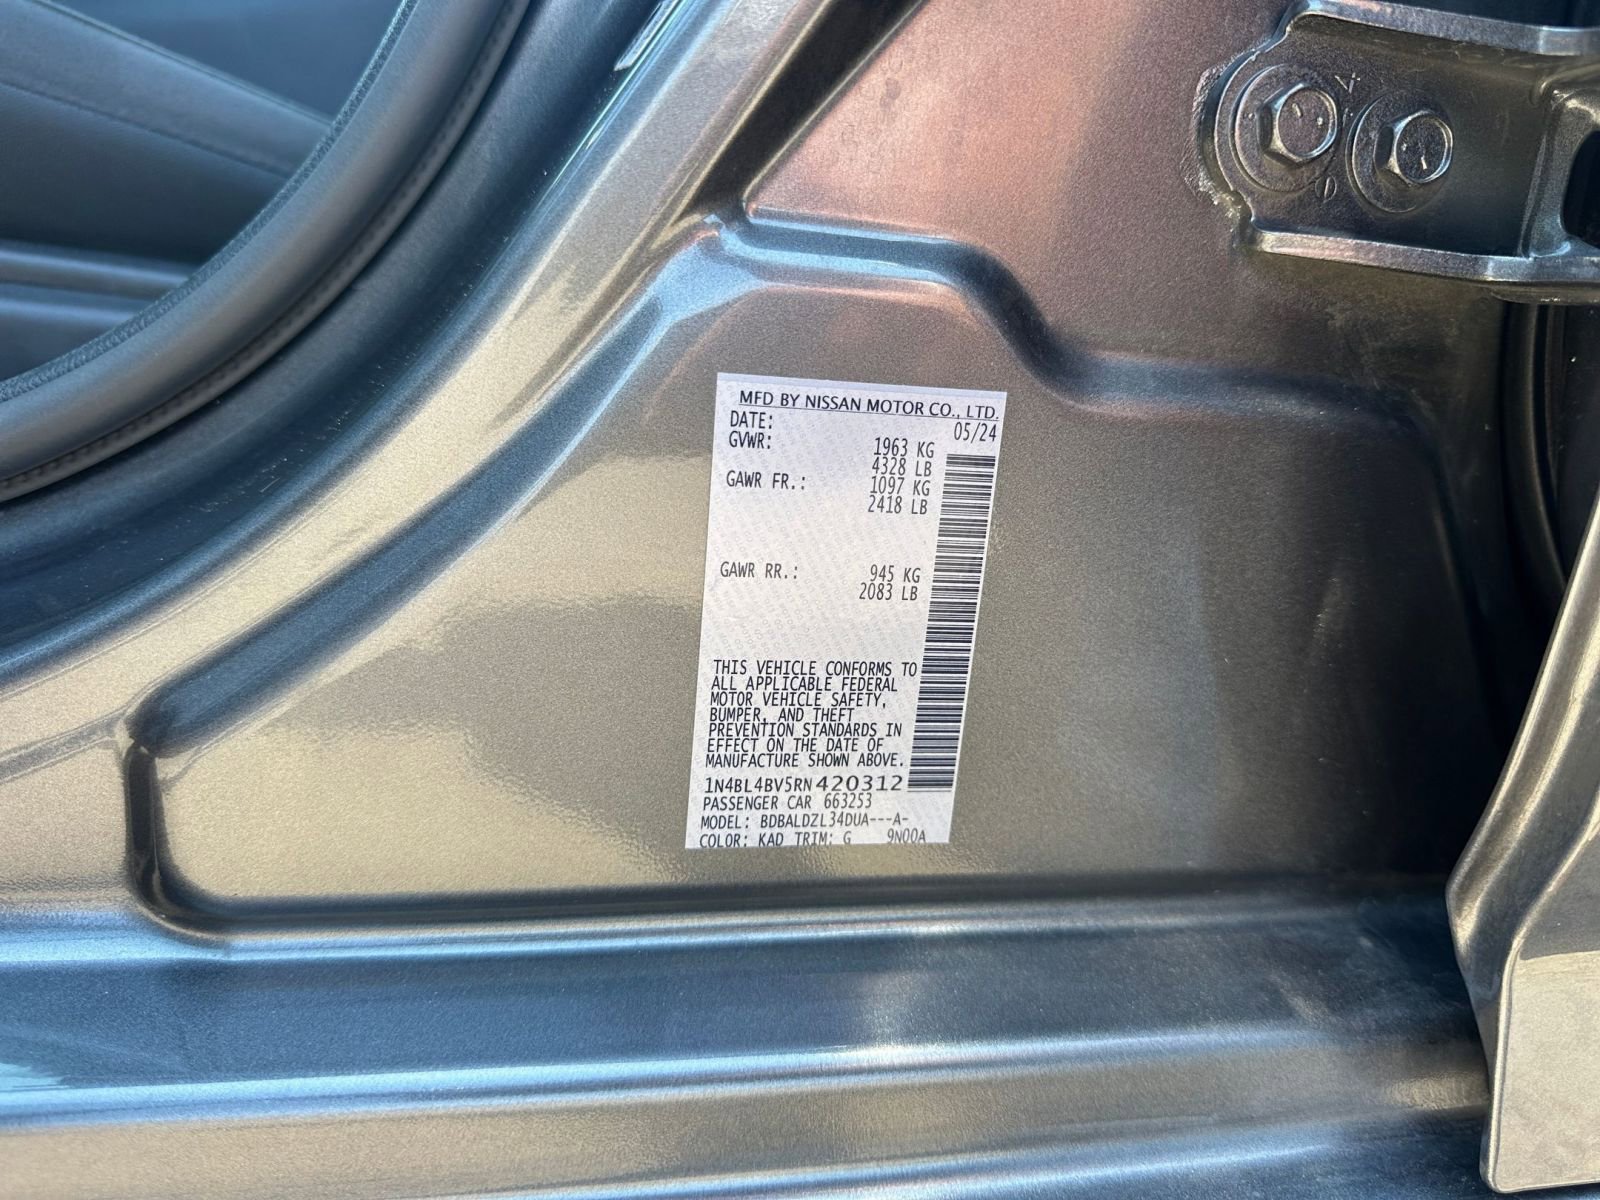 MFD BY NISSAN MOTOR CO., LTD.
DATE: 05/24
GVWR: 1963 KG
4328 LB
GAWR FR.: 1097 KG
2418 LB
GAWR RR.: 945 KG
2083 LB
THIS VEHICLE CONFORMS TO
ALL APPLICABLE FEDERAL
MOTOR VEHICLE SAFETY,
BUMPER, AND THEFT
PREVENTION STANDARDS IN
EFFECT ON THE DATE OF
MANUFACTURE SHOWN ABOVE.
1N4BL4BV5RN420312
PASSENGER CAR 663253
MODEL: BDBALDZL34DUA---A-
COLOR: KAD TRIM: G 9N00A